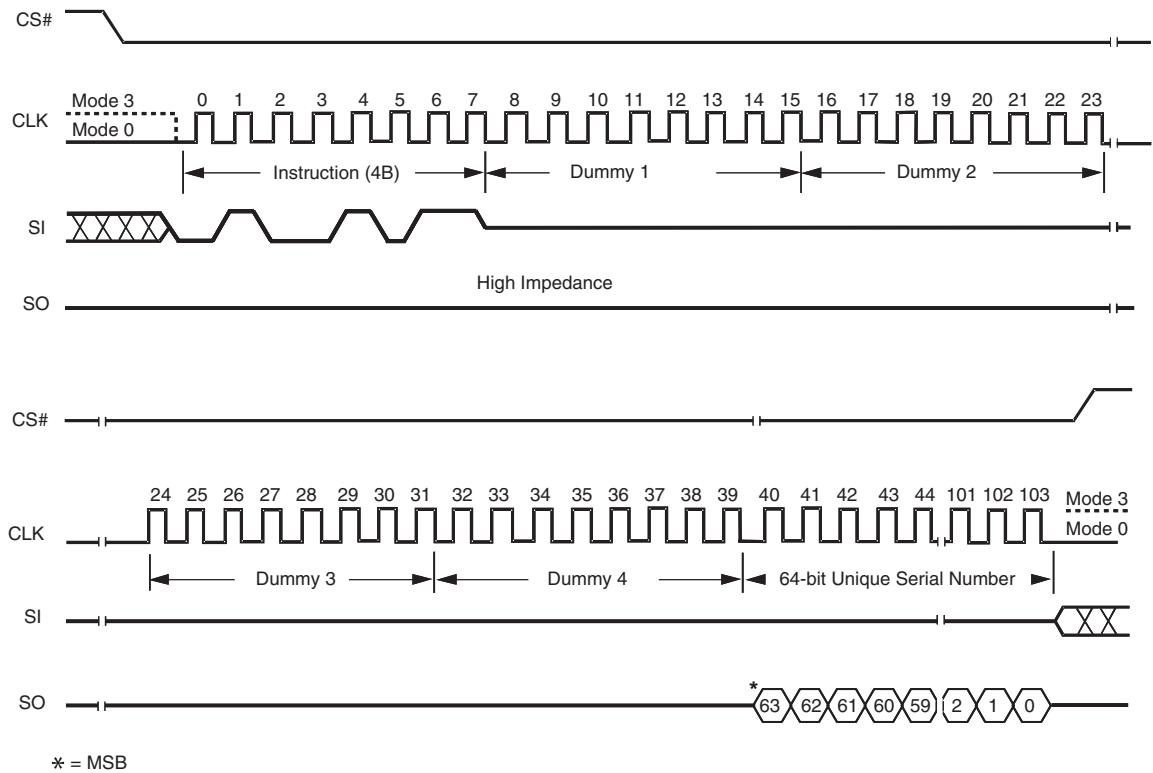 CS#
Mode 3
0 1 2 3 4 5 6 7 8 9 10 11 12 13 14 15 16 17 18 19 20 21 22 23
CLK
Mode 0
Instruction (4B) Dummy 1 Dummy 2
SI
High Impedance
SO
CS#
24 25 26 27 28 29 30 31 32 33 34 35 36 37 38 39 40 41 42 43 44 101 102 103 Mode 3
CLK Mode 0
Dummy 3 Dummy 4 64-bit Unique Serial Number
SI
*
SO 63 62 61 60 59 2 1 0
* = MSB